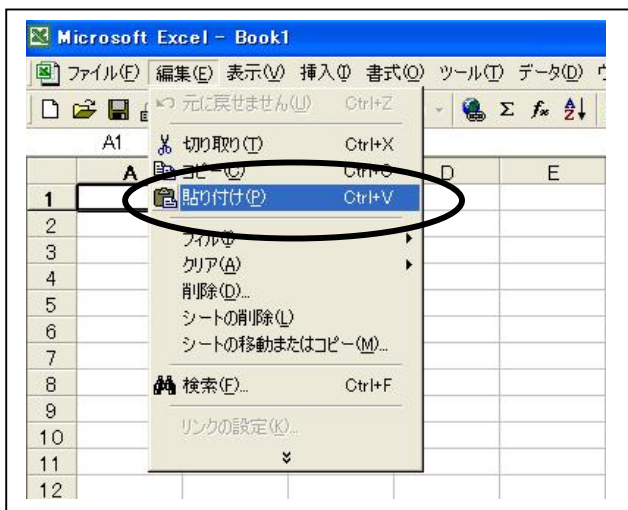 Microsoft Excel - Book1
ファイル(F) 編集(E) 表示(V) 挿入(I) 書式(O) ツール(T) データ(D)
元に戻せません(U) Ctrl+Z
Σ f× A Z↓
A1
切り取り(T) Ctrl+X
コピー(C) Ctrl+C
A D E
貼り付け(P) Ctrl+V
1
2
フィル(I)
3
クリア(A)
4
削除(D)...
5
シートの削除(L)
6
シートの移動またはコピー(M)...
7
8
検索(F)... Ctrl+F
9
リンクの設定(K)...
10
11
12